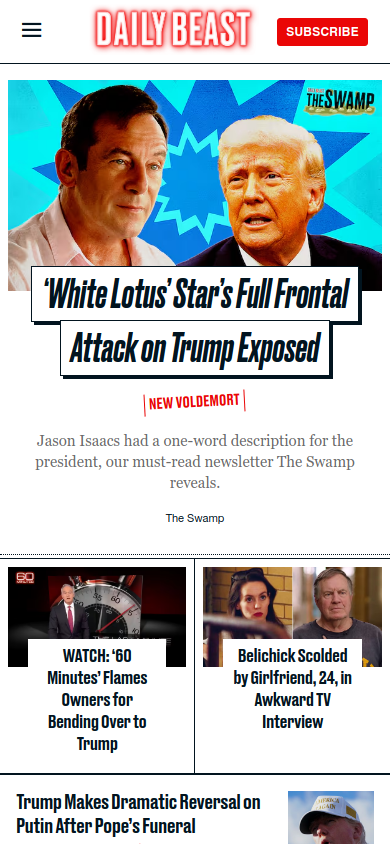 DAILY BEAST
SUBSCRIBE
THE SWAMP
‘White Lotus’ Star’s Full Frontal
Attack on Trump Exposed
NEW VOLDEMORT
Jason Isaacs had a one-word description for the
president, our must-read newsletter The Swamp
reveals.
The Swamp
60
WATCH: ‘60
Minutes’ Flames
Owners for
Bending Over to
Trump
Belichick Scolded
by Girlfriend, 24, in
Awkward TV
Interview
Trump Makes Dramatic Reversal on
Putin After Pope’s Funeral